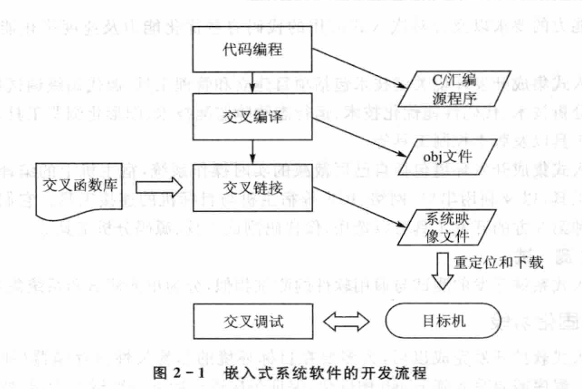 代码编程
C/汇编
源程序
交叉编译
obj文件
交叉函数库
交叉链接
系统映
像文件
重定位和下载
交叉调试
目标机
图 2-1 嵌入式系统软件的开发流程